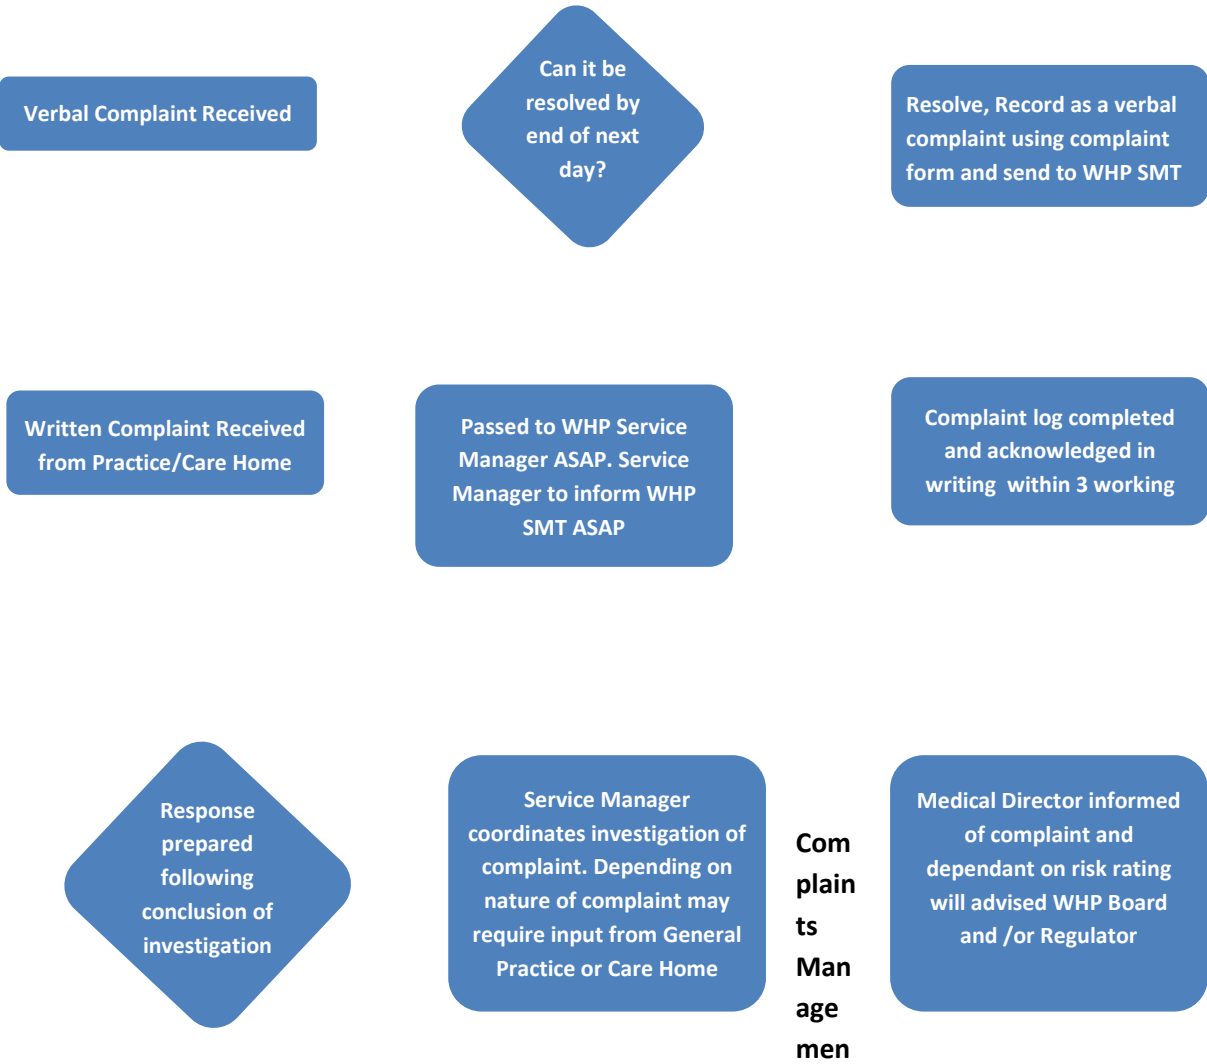 Verbal Complaint Received
Can it be
resolved by
end of next
day?
Resolve, Record as a verbal
complaint using complaint
form and send to WHP SMT
Written Complaint Received
from Practice/Care Home
Passed to WHP Service
Manager ASAP. Service
Manager to inform WHP
SMT ASAP
Complaint log completed
and acknowledged in
writing  within 3 working
Response
prepared
following
conclusion of
investigation
Service Manager
coordinates investigation of
complaint. Depending on
nature of complaint may
require input from General
Practice or Care Home
Com
plain
ts
Man
age
men
Medical Director informed
of complaint and
dependant on risk rating
will advised WHP Board
and /or Regulator